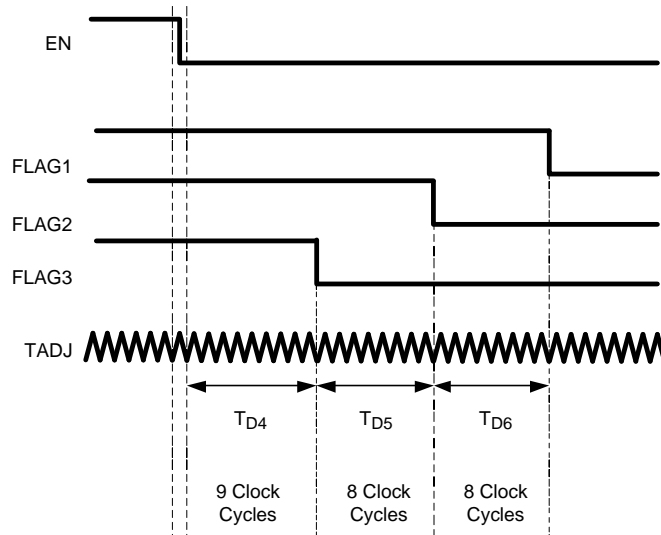 EN
FLAG1
FLAG2
FLAG3
TADJ
TD4
TD5
TD6
9 Clock
Cycles
8 Clock
Cycles
8 Clock
Cycles